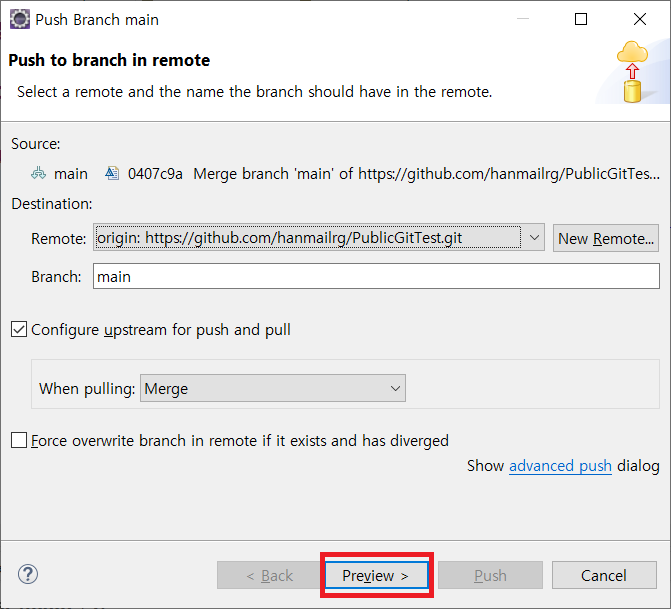 Push Branch main
Push to branch in remote
Select a remote and the name the branch should have in the remote.
Source:
main 0407c9a Merge branch 'main' of https://github.com/hanmailrg/PublicGitTes...
Destination:
Remote: origin: https://github.com/hanmailrg/PublicGitTest.git New Remote...
Branch: main
Configure upstream for push and pull
When pulling: Merge
Force overwrite branch in remote if it exists and has diverged
Show advanced push dialog
? < Back Preview > Push Cancel